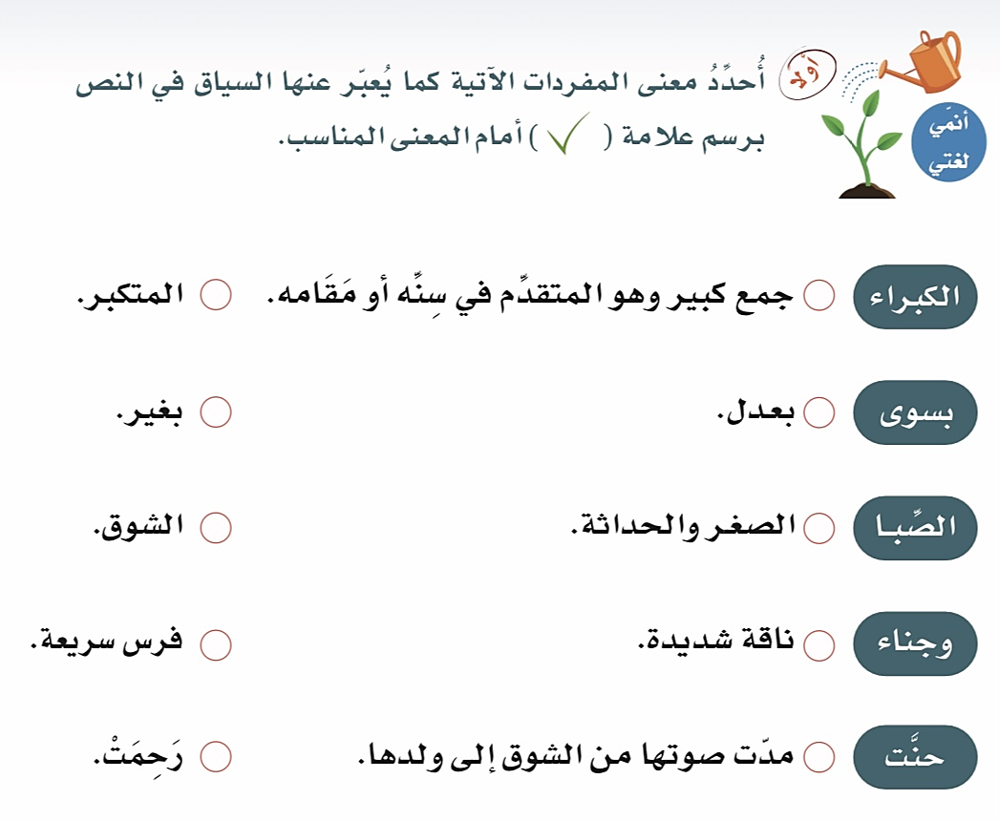 أنمّي
لغتي
أولًا
أُحدِّدُ معنى المفردات الآتية كما يُعبّر عنها السياق في النص
برسم علامة ( ✓ ) أمام المعنى المناسب.
الكبراء جمع كبير وهو المتقدِّم في سِنِّه أو مَقَامه. المتكبر.
بسوى بعدل. بغير.
الصِّبا الصغر والحداثة. الشوق.
وجناء ناقة شديدة. فرس سريعة.
حنَّت مدّت صوتها من الشوق إلى ولدها. رَحِمَتْ.